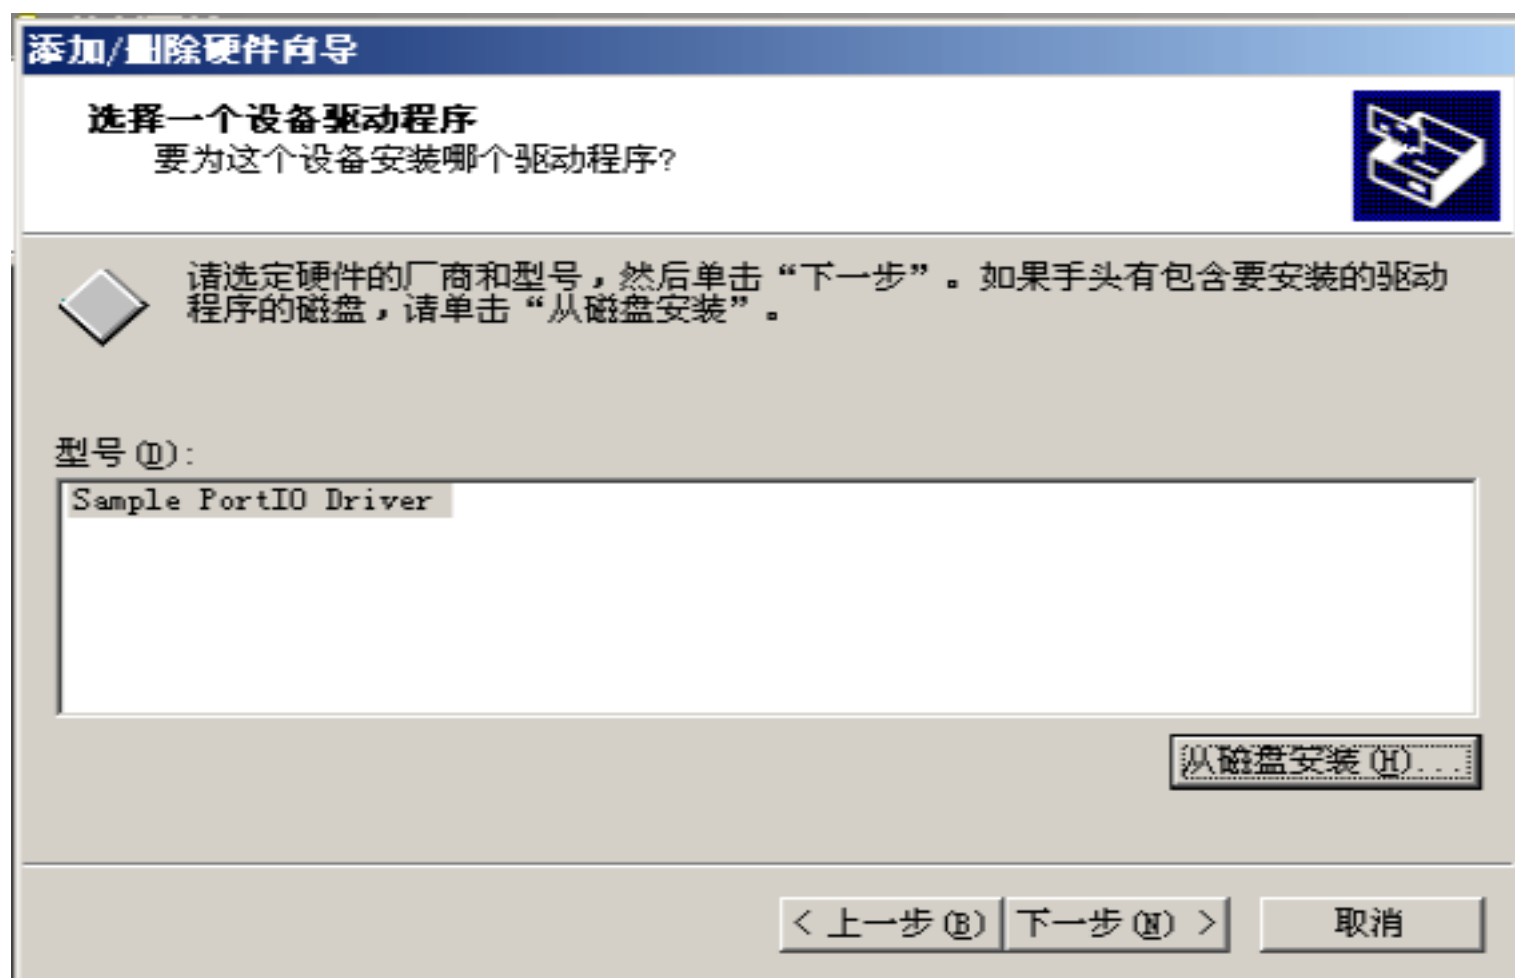 添加/删除硬件向导
选择一个设备驱动程序
要为这个设备安装哪个驱动程序?
请选定硬件的厂商和型号，然后单击“下一步”。如果手头有包含要安装的驱动
程序的磁盘，请单击“从磁盘安装”。
型号(D):
Sample PortIO Driver
从磁盘安装(H)...
< 上一步(B) 下一步(N) > 取消